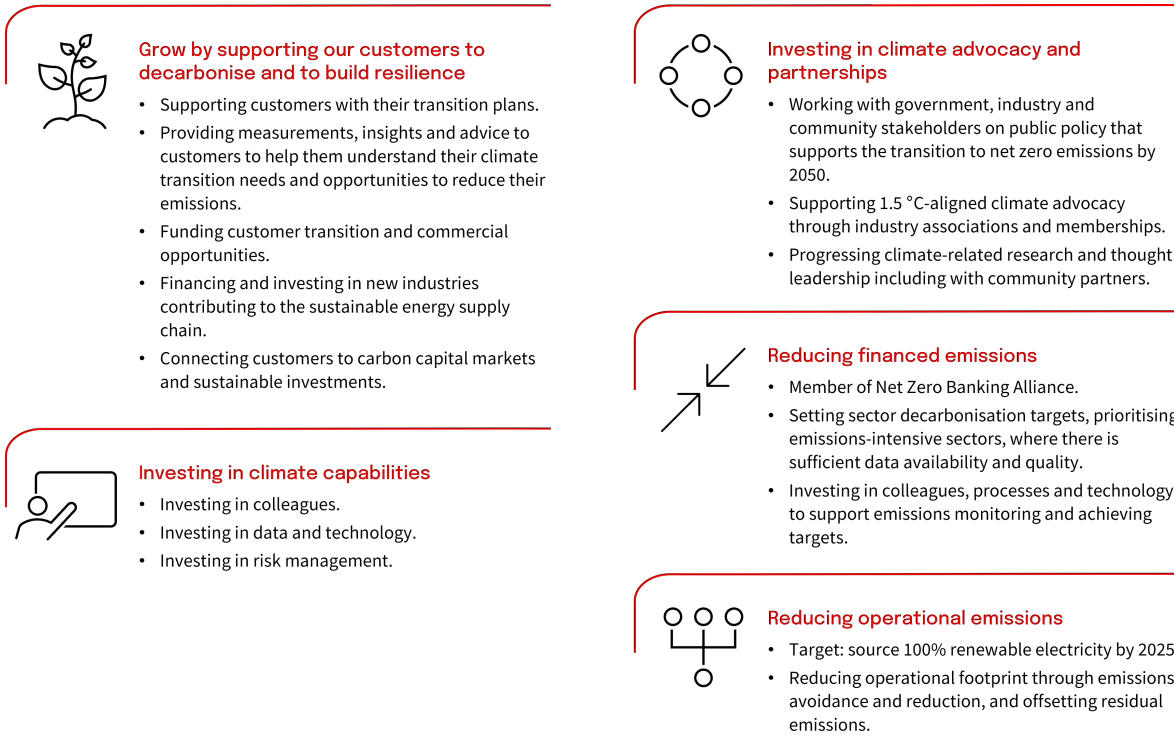 Grow by supporting our customers to
decarbonise and to build resilience
• Supporting customers with their transition plans.
• Providing measurements, insights and advice to
customers to help them understand their climate
transition needs and opportunities to reduce their
emissions.
• Funding customer transition and commercial
opportunities.
• Financing and investing in new industries
contributing to the sustainable energy supply
chain.
• Connecting customers to carbon capital markets
and sustainable investments.
Investing in climate capabilities
• Investing in colleagues.
• Investing in data and technology.
• Investing in risk management.
Investing in climate advocacy and
partnerships
• Working with government, industry and
community stakeholders on public policy that
supports the transition to net zero emissions by
2050.
• Supporting 1.5 °C-aligned climate advocacy
through industry associations and memberships.
• Progressing climate-related research and thought
leadership including with community partners.
Reducing financed emissions
• Member of Net Zero Banking Alliance.
• Setting sector decarbonisation targets, prioritising
emissions-intensive sectors, where there is
sufficient data availability and quality.
• Investing in colleagues, processes and technology
to support emissions monitoring and achieving
targets.
Reducing operational emissions
• Target: source 100% renewable electricity by 2025
• Reducing operational footprint through emissions
avoidance and reduction, and offsetting residual
emissions.